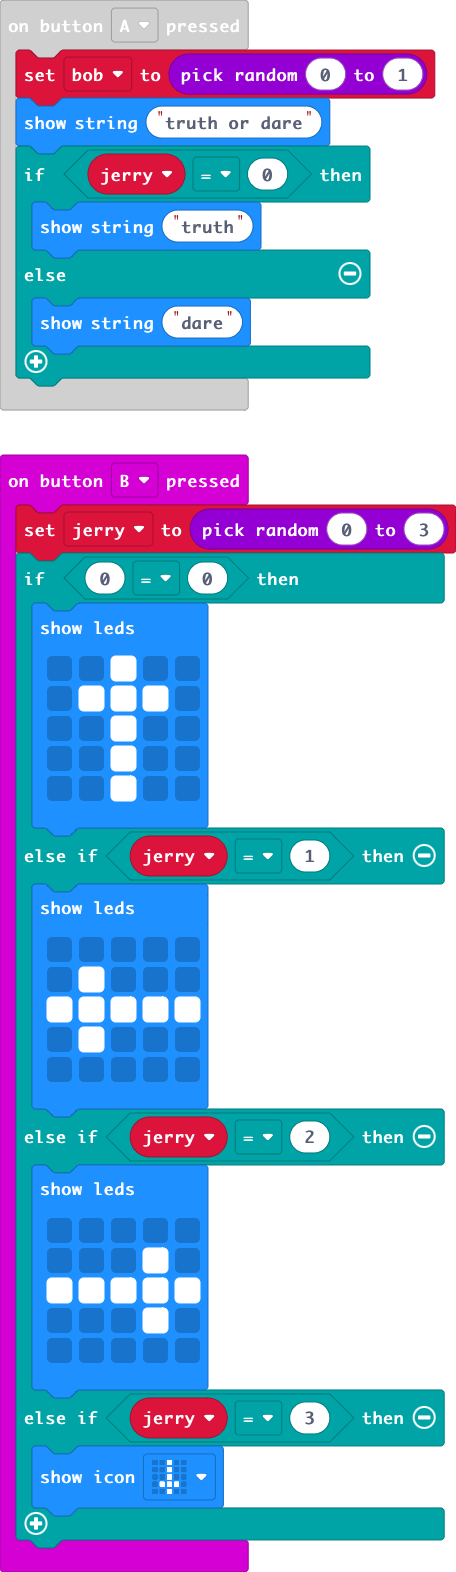 on button A pressed
set bob to pick random 0 to 1
show string "truth or dare"
if jerry = 0 then
show string "truth"
else
show string "dare"
on button B pressed
set jerry to pick random 0 to 3
if 0 = 0 then
show leds
else if jerry = 1 then
show leds
else if jerry = 2 then
show leds
else if jerry = 3 then
show icon